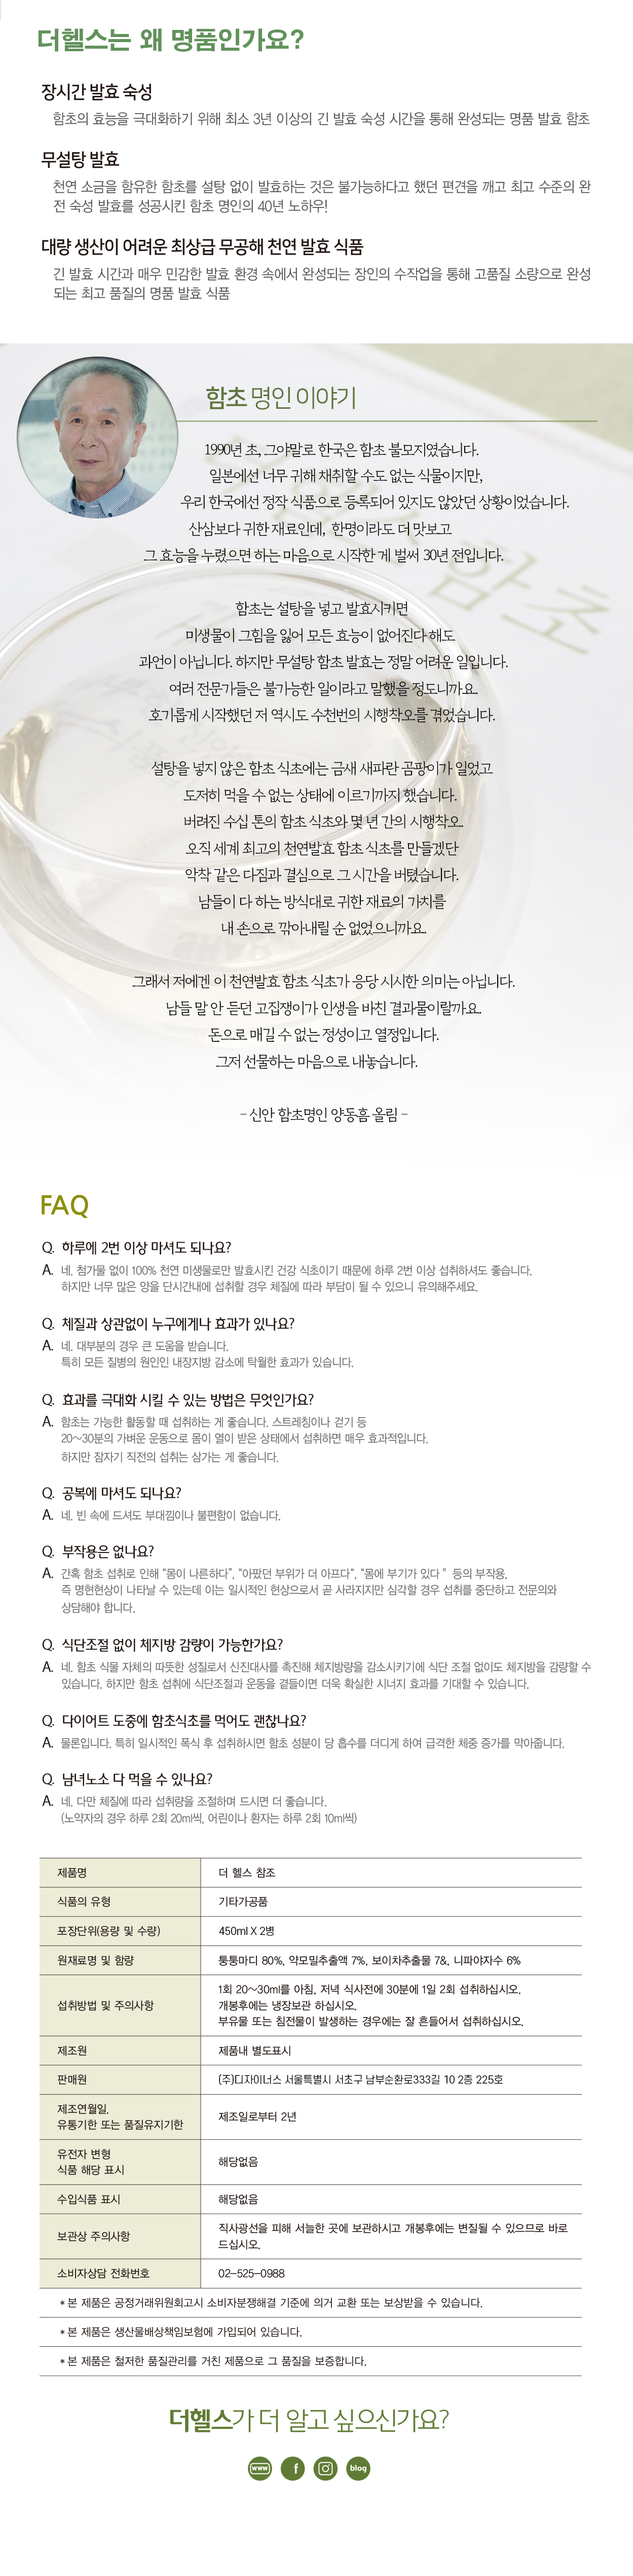 더헬스는 왜 명품인가요?
장시간 발효 숙성
함초의 효능을 극대화하기 위해 최소 3년 이상의 긴 발효 숙성 시간을 통해 완성되는 명품 발효 함초
무설탕 발효
천연 소금을 함유한 함초를 설탕 없이 발효하는 것은 불가능하다고 했던 편견을 깨고 최고 수준의 완
전 숙성 발효를 성공시킨 함초 명인의 40년 노하우!
대량 생산이 어려운 최상급 무공해 천연 발효 식품
긴 발효 시간과 매우 민감한 발효 환경 속에서 완성되는 장인의 수작업을 통해 고품질 소량으로 완성
되는 최고 품질의 명품 발효 식품
함초 명인 이야기
1990년 초, 그야말로 한국은 함초 불모지였습니다.
일본에선 너무 귀해 채취할 수도 없는 식물이지만,
우리 한국에선 정작 식품으로 등록되어 있지도 않았던 상황이었습니다.
산삼보다 귀한 재료인데, 한명이라도 더 맛보고
그 효능을 누렸으면 하는 마음으로 시작한 게 벌써 30년 전입니다.
함초는 설탕을 넣고 발효시키면
미생물이 그힘을 잃어 모든 효능이 없어진다 해도
과언이 아닙니다. 하지만 무설탕 함초 발효는 정말 어려운 일입니다.
여러 전문가들은 불가능한 일이라고 말했을 정도니까요.
호기롭게 시작했던 저 역시도 수천번의 시행착오를 겪었습니다.
설탕을 넣지 않은 함초 식초에는 금새 새파란 곰팡이가 일었고
도저히 먹을 수 없는 상태에 이르기까지 했습니다.
버려진 수십 톤의 함초 식초와 몇 년 간의 시행착오.
오직 세계 최고의 천연발효 함초 식초를 만들겠단
악착 같은 다짐과 결심으로 그 시간을 버텼습니다.
남들이 다 하는 방식대로 귀한 재료의 가치를
내 손으로 깎아내릴 순 없었으니까요.
그래서 저에겐 이 천연발효 함초 식초가 응당 시시한 의미는 아닙니다.
남들 말 안 듣던 고집쟁이가 인생을 바친 결과물이랄까요.
돈으로 매길 수 없는 정성이고 열정입니다.
그저 선물하는 마음으로 내놓습니다.
- 신안 함초명인 양동흠 올림 -
FAQ
Q. 하루에 2번 이상 마셔도 되나요?
A. 네. 첨가물 없이 100% 천연 미생물로만 발효시킨 건강 식초이기 때문에 하루 2번 이상 섭취하셔도 좋습니다.
하지만 너무 많은 양을 단시간내에 섭취할 경우 체질에 따라 부담이 될 수 있으니 유의해주세요.
Q. 체질과 상관없이 누구에게나 효과가 있나요?
A. 네. 대부분의 경우 큰 도움을 받습니다.
특히 모든 질병의 원인인 내장지방 감소에 탁월한 효과가 있습니다.
Q. 효과를 극대화 시킬 수 있는 방법은 무엇인가요?
A. 함초는 가능한 활동할 때 섭취하는 게 좋습니다. 스트레칭이나 걷기 등
20~30분의 가벼운 운동으로 몸이 열이 받은 상태에서 섭취하면 매우 효과적입니다.
하지만 잠자기 직전의 섭취는 삼가는 게 좋습니다.
Q. 공복에 마셔도 되나요?
A. 네. 빈 속에 드셔도 부대낌이나 불편함이 없습니다.
Q. 부작용은 없나요?
A. 간혹 함초 섭취로 인해 “몸이 나른하다”, “아팠던 부위가 더 아프다“, “몸에 부기가 있다 ” 등의 부작용,
즉 명현현상이 나타날 수 있는데 이는 일시적인 현상으로서 곧 사라지지만 심각할 경우 섭취를 중단하고 전문의와
상담해야 합니다.
Q. 식단조절 없이 체지방 감량이 가능한가요?
A. 네. 함초 식물 자체의 따뜻한 성질로서 신진대사를 촉진해 체지방량을 감소시키기에 식단 조절 없이도 체지방을 감량할 수
있습니다. 하지만 함초 섭취에 식단조절과 운동을 곁들이면 더욱 확실한 시너지 효과를 기대할 수 있습니다.
Q. 다이어트 도중에 함초식초를 먹어도 괜찮나요?
A. 물론입니다. 특히 일시적인 폭식 후 섭취하시면 함초 성분이 당 흡수를 더디게 하여 급격한 체중 증가를 막아줍니다.
Q. 남녀노소 다 먹을 수 있나요?
A. 네. 다만 체질에 따라 섭취량을 조절하며 드시면 더 좋습니다.
(노약자의 경우 하루 2회 20ml씩, 어린이나 환자는 하루 2회 10ml씩)
제품명 더 헬스 참조
식품의 유형 기타가공품
포장단위(용량 및 수량) 450ml X 2병
원재료명 및 함량 퉁퉁마디 80%, 약모밀추출액 7%, 보이차추출물 7&, 니파야자수 6%
섭취방법 및 주의사항
1회 20~30ml를 아침, 저녁 식사전에 30분에 1일 2회 섭취하십시오.
개봉후에는 냉장보관 하십시오.
부유물 또는 침전물이 발생하는 경우에는 잘 흔들어서 섭취하십시오.
제조원 제품내 별도표시
판매원 (주)디자이너스 서울특별시 서초구 남부순환로333길 10 2층 225호
제조연월일,
유통기한 또는 품질유지기한
제조일로부터 2년
유전자 변형
식품 해당 표시
해당없음
수입식품 표시 해당없음
보관상 주의사항
직사광선을 피해 서늘한 곳에 보관하시고 개봉후에는 변질될 수 있으므로 바로
드십시오.
소비자상담 전화번호 02-525-0988
* 본 제품은 공정거래위원회고시 소비자분쟁해결 기준에 의거 교환 또는 보상받을 수 있습니다.
* 본 제품은 생산물배상책임보험에 가입되어 있습니다.
* 본 제품은 철저한 품질관리를 거친 제품으로 그 품질을 보증합니다.
더헬스가 더 알고 싶으신가요?
www f blog